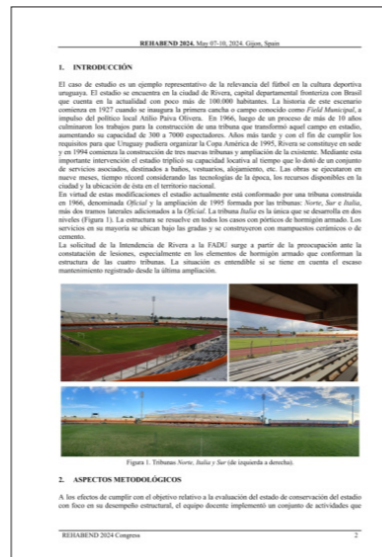 REHABEND 2024, May 07-10, 2024. Gijon, Spain
1. INTRODUCCIÓN
El caso de estudio es un ejemplo representativo de la relevancia del fútbol en la cultura deportiva
uruguaya. El estadio se encuentra en la ciudad de Rivera, capital departamental fronteriza con Brasil
que cuenta en la actualidad con poco más de 100.000 habitantes. La historia de este escenario
comienza en 1927 cuando se inaugura la primera cancha o campo conocido como Field Municipal, a
impulso del político local Atilio Paiva Olivera. En 1966, luego de un proceso de más de 10 años
culminaron los trabajos para la construcción de una tribuna que transformó aquel campo en estadio,
aumentando su capacidad de 300 a 7000 espectadores. Años más tarde y con el fin de cumplir los
requisitos para que Uruguay pudiera organizar la Copa América de 1995, Rivera se constituye en sede
y en 1994 comienza la construcción de tres nuevas tribunas y ampliación de la existente. Mediante esta
importante intervención el estadio triplicó su capacidad locativa al tiempo que lo dotó de un conjunto
de servicios asociados, destinados a baños, vestuarios, alojamiento, etc. Las obras se ejecutaron en
nueve meses, tiempo récord considerando las tecnologías de la época, los recursos disponibles en la
ciudad y la ubicación de ésta en el territorio nacional.
En virtud de estas modificaciones el estadio actualmente está conformado por una tribuna construida
en 1966, denominada Oficial y la ampliación de 1995 formada por las tribunas: Norte, Sur e Italia,
más dos tramos laterales adicionados a la Oficial. La tribuna Italia es la única que se desarrolla en dos
niveles (Figura 1). La estructura se resuelve en todos los casos con pórticos de hormigón armado. Los
servicios en su mayoría se ubican bajo las gradas y se construyeron con mampuestos cerámicos o de
cemento.
La solicitud de la Intendencia de Rivera a la FADU surge a partir de la preocupación ante la
constatación de lesiones, especialmente en los elementos de hormigón armado que conforman la
estructura de las cuatro tribunas. La situación es entendible si se tiene en cuenta el escaso
mantenimiento registrado desde la última ampliación.
Figura 1. Tribunas Norte, Italia y Sur (de izquierda a derecha).
2. ASPECTOS METODOLÓGICOS
A los efectos de cumplir con el objetivo relativo a la evaluación del estado de conservación del estadio
con foco en su desempeño estructural, el equipo docente implementó un conjunto de actividades que
REHABEND 2024 Congress 2